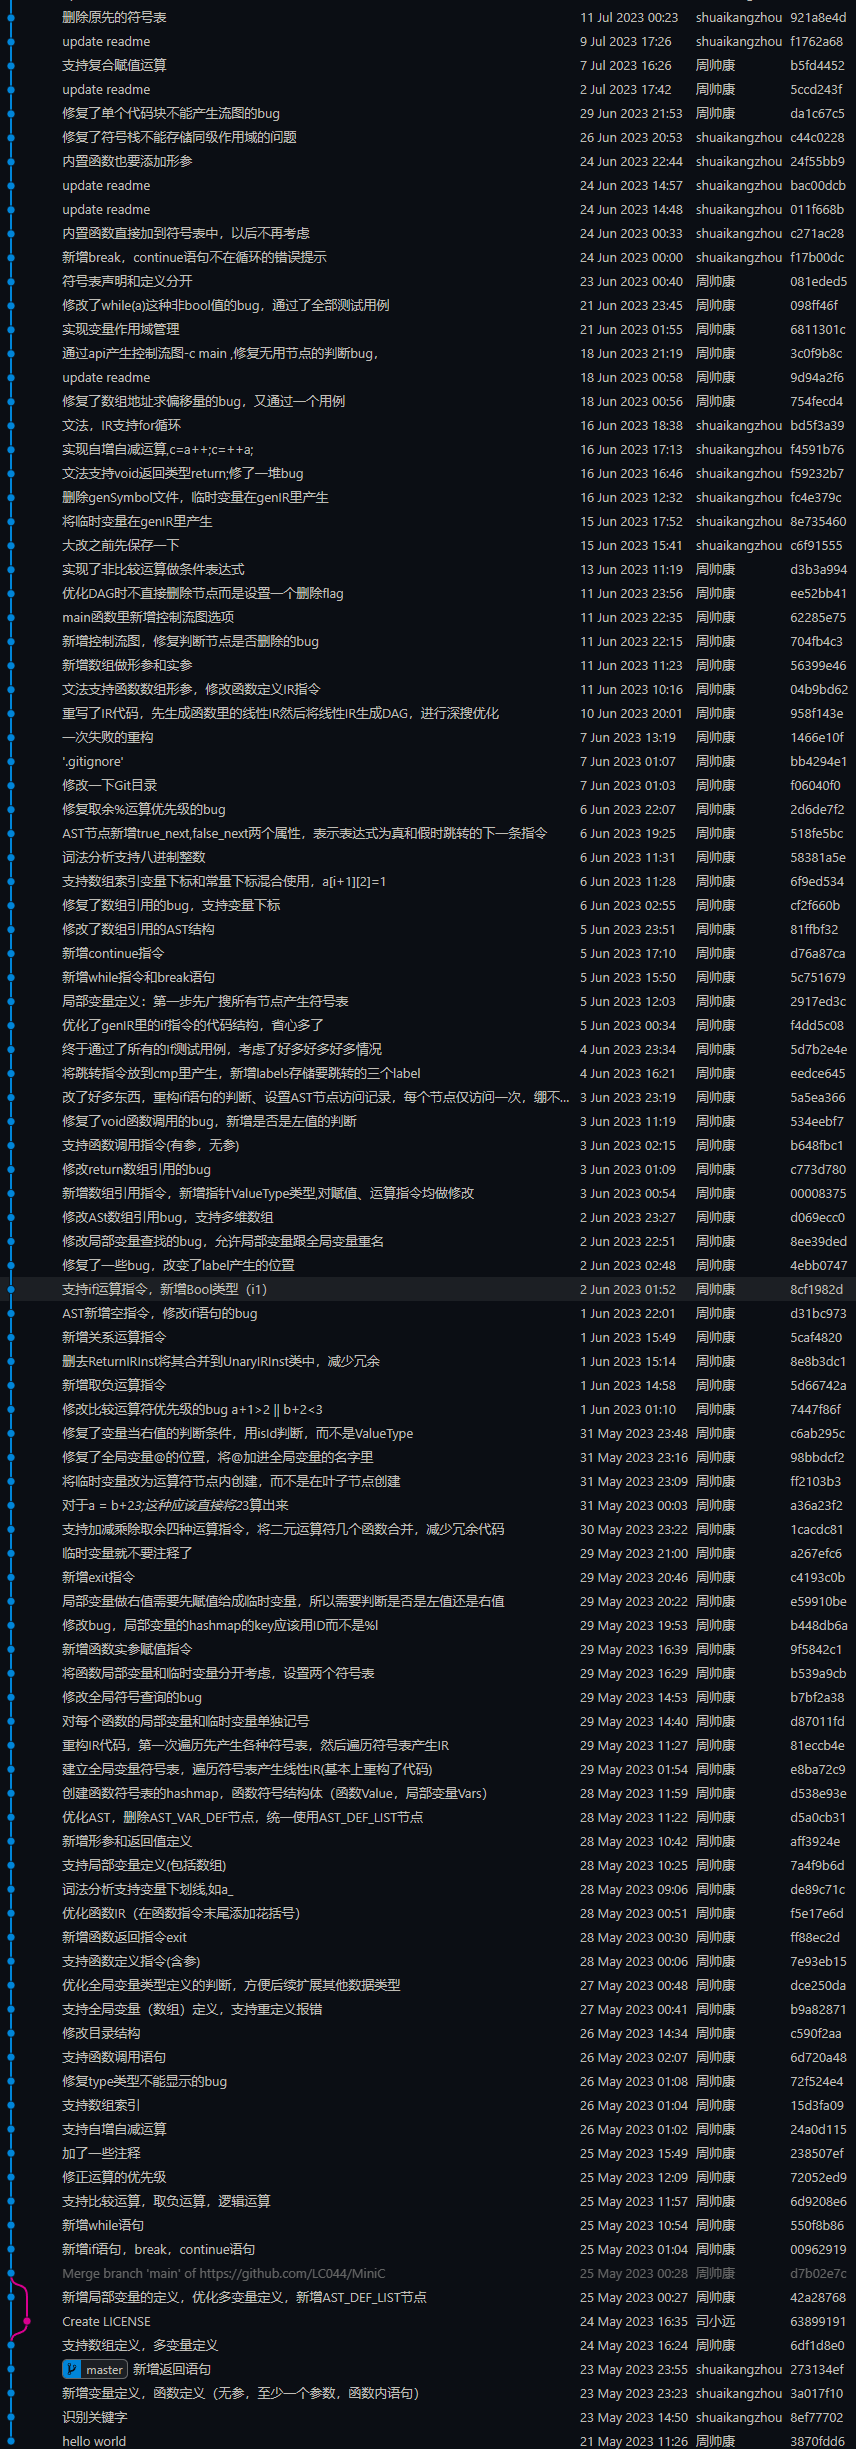 删除原先的符号表 11 Jul 2023 00:23 shuaikangzhou 921a8e4d
update readme 9 Jul 2023 17:26 shuaikangzhou f1762a68
支持复合赋值运算 7 Jul 2023 16:26 周帅康 b5fd4452
update readme 2 Jul 2023 17:42 周帅康 5ccd243f
修复了单个代码块不能产生流图的bug 29 Jun 2023 21:53 周帅康 da1c67c5
修复了符号栈不能存储同级作用域的问题 26 Jun 2023 20:53 shuaikangzhou c44c0228
内置函数也要添加形参 24 Jun 2023 22:44 shuaikangzhou 24f55bb9
update readme 24 Jun 2023 14:57 shuaikangzhou bac00dcb
update readme 24 Jun 2023 14:48 shuaikangzhou 011f668b
内置函数直接加到符号表中，以后不再考虑 24 Jun 2023 00:33 shuaikangzhou c271ac28
新增break，continue语句不在循环的错误提示 24 Jun 2023 00:00 shuaikangzhou f17b00dc
符号表声明和定义分开 23 Jun 2023 00:40 周帅康 081eded5
修改了while(a)这种非bool值的bug，通过了全部测试用例 21 Jun 2023 23:45 周帅康 098ff46f
实现变量作用域管理 21 Jun 2023 01:55 周帅康 6811301c
通过api产生控制流图-c main ,修复无用节点的判断bug， 18 Jun 2023 21:19 周帅康 3c0f9b8c
update readme 18 Jun 2023 00:58 周帅康 9d94a2f6
修复了数组地址求偏移量的bug，又通过一个用例 18 Jun 2023 00:56 周帅康 754fecd4
文法，IR支持for循环 16 Jun 2023 18:38 shuaikangzhou bd5f3a39
实现自增自减运算,c=a++;c=++a; 16 Jun 2023 17:13 shuaikangzhou f4591b76
文法支持void返回类型return;修了一堆bug 16 Jun 2023 16:46 shuaikangzhou f59232b7
删除genSymbol文件，临时变量在genIR里产生 16 Jun 2023 12:32 shuaikangzhou fc4e379c
将临时变量在genIR里产生 15 Jun 2023 17:52 shuaikangzhou 8e735460
大改之前先保存一下 15 Jun 2023 15:41 shuaikangzhou c6f91555
实现了非比较运算做条件表达式 13 Jun 2023 11:19 周帅康 d3b3a994
优化DAG时不直接删除节点而是设置一个删除flag 11 Jun 2023 23:56 周帅康 ee52bb41
main函数里新增控制流图选项 11 Jun 2023 22:35 周帅康 62285e75
新增控制流图，修复判断节点是否删除的bug 11 Jun 2023 22:15 周帅康 704fb4c3
新增数组做形参和实参 11 Jun 2023 11:23 周帅康 56399e46
文法支持函数数组形参，修改函数定义IR指令 11 Jun 2023 10:16 周帅康 04b9bd62
重写了IR代码，先生成函数里的线性IR然后将线性IR生成DAG，进行深搜优化 10 Jun 2023 20:01 周帅康 958f143e
一次失败的重构 7 Jun 2023 13:19 周帅康 1466e10f
'.gitignore' 7 Jun 2023 01:07 周帅康 bb4294e1
修改一下Git目录 7 Jun 2023 01:03 周帅康 f06040f0
修复取余%运算优先级的bug 6 Jun 2023 22:07 周帅康 2d6de7f2
AST节点新增true_next,false_next两个属性，表示表达式为真和假时跳转的下一条指令 6 Jun 2023 19:25 周帅康 518fe5bc
词法分析支持八进制整数 6 Jun 2023 11:31 周帅康 58381a5e
支持数组索引变量下标和常量下标混合使用，a[i+1][2]=1 6 Jun 2023 11:28 周帅康 6f9ed534
修复了数组引用的bug，支持变量下标 6 Jun 2023 02:55 周帅康 cf2f660b
修改了数组引用的AST结构 5 Jun 2023 23:51 周帅康 81ffbf32
新增continue指令 5 Jun 2023 17:10 周帅康 d76a87ca
新增while指令和break语句 5 Jun 2023 15:50 周帅康 5c751679
局部变量定义：第一步先广搜所有节点产生符号表 5 Jun 2023 12:03 周帅康 2917ed3c
优化了genIR里的if指令的代码结构，省心多了 5 Jun 2023 00:34 周帅康 f4dd5c08
终于通过了所有的If测试用例，考虑了好多好多好多情况 4 Jun 2023 23:34 周帅康 5d7b2e4e
将跳转指令放到cmp里产生，新增labels存储要跳转的三个label 4 Jun 2023 16:21 周帅康 eedce645
改了好多东西，重构if语句的判断、设置AST节点访问记录，每个节点仅访问一次，绷不... 3 Jun 2023 23:19 周帅康 5a5ea366
修复了void函数调用的bug，新增是否是左值的判断 3 Jun 2023 11:19 周帅康 534eebf7
支持函数调用指令(有参，无参) 3 Jun 2023 02:15 周帅康 b648fbc1
修改return数组引用的bug 3 Jun 2023 01:09 周帅康 c773d780
新增数组引用指令，新增指针ValueType类型,对赋值、运算指令均做修改 3 Jun 2023 00:54 周帅康 00008375
修改ASt数组引用bug，支持多维数组 2 Jun 2023 23:27 周帅康 d069ecc0
修改局部变量查找的bug，允许局部变量跟全局变量重名 2 Jun 2023 22:51 周帅康 8ee39ded
修复了一些bug，改变了label产生的位置 2 Jun 2023 02:48 周帅康 4ebb0747
支持if运算指令，新增Bool类型（i1） 2 Jun 2023 01:52 周帅康 8cf1982d
AST新增空指令，修改if语句的bug 1 Jun 2023 22:01 周帅康 d31bc973
新增关系运算指令 1 Jun 2023 15:49 周帅康 5caf4820
删去ReturnIRInst将其合并到UnaryIRInst类中，减少冗余 1 Jun 2023 15:14 周帅康 8e8b3dc1
新增取负运算指令 1 Jun 2023 14:58 周帅康 5d66742a
修改比较运算符优先级的bug a+1>2 || b+2<3 1 Jun 2023 01:10 周帅康 7447f86f
修复了变量当右值的判断条件，用isId判断，而不是ValueType 31 May 2023 23:48 周帅康 c6ab295c
修复了全局变量@的位置，将@加进全局变量的名字里 31 May 2023 23:16 周帅康 98bbdcf2
将临时变量改为运算符节点内创建，而不是在叶子节点创建 31 May 2023 23:09 周帅康 ff2103b3
对于a = b+23;这种应该直接将23算出来 31 May 2023 00:03 周帅康 a36a23f2
支持加减乘除取余四种运算指令，将二元运算符几个函数合并，减少冗余代码 30 May 2023 23:22 周帅康 1cacdc81
临时变量就不要注释了 29 May 2023 21:00 周帅康 a267efc6
新增exit指令 29 May 2023 20:46 周帅康 c4193c0b
局部变量做右值需要先赋值给成临时变量，所以需要判断是否是左值还是右值 29 May 2023 20:22 周帅康 e59910be
修改bug，局部变量的hashmap的key应该用ID而不是%l 29 May 2023 19:53 周帅康 b448db6a
新增函数实参赋值指令 29 May 2023 16:39 周帅康 9f5842c1
将函数局部变量和临时变量分开考虑，设置两个符号表 29 May 2023 16:29 周帅康 b539a9cb
修改全局符号查询的bug 29 May 2023 14:53 周帅康 b7bf2a38
对每个函数的局部变量和临时变量单独记号 29 May 2023 14:40 周帅康 d87011fd
重构IR代码，第一次遍历先产生各种符号表，然后遍历符号表产生IR 29 May 2023 11:27 周帅康 81eccb4e
建立全局变量符号表，遍历符号表产生线性IR(基本上重构了代码) 29 May 2023 01:54 周帅康 e8ba72c9
创建函数符号表的hashmap，函数符号结构体（函数Value，局部变量Vars） 28 May 2023 11:59 周帅康 d538e93e
优化AST，删除AST_VAR_DEF节点，统一使用AST_DEF_LIST节点 28 May 2023 11:22 周帅康 d5a0cb31
新增形参和返回值定义 28 May 2023 10:42 周帅康 aff3924e
支持局部变量定义(包括数组) 28 May 2023 10:25 周帅康 7a4f9b6d
词法分析支持变量下划线,如a_ 28 May 2023 09:06 周帅康 de89c71c
优化函数IR（在函数指令末尾添加花括号） 28 May 2023 00:51 周帅康 f5e17e6d
新增函数返回指令exit 28 May 2023 00:30 周帅康 ff88ec2d
支持函数定义指令(含参) 28 May 2023 00:06 周帅康 7e93eb15
优化全局变量类型定义的判断，方便后续扩展其他数据类型 27 May 2023 00:48 周帅康 dce250da
支持全局变量（数组）定义，支持重定义报错 27 May 2023 00:41 周帅康 b9a82871
修改目录结构 26 May 2023 14:34 周帅康 c590f2aa
支持函数调用语句 26 May 2023 02:07 周帅康 6d720a48
修复type类型不能显示的bug 26 May 2023 01:08 周帅康 72f524e4
支持数组索引 26 May 2023 01:04 周帅康 15d3fa09
支持自增自减运算 26 May 2023 01:02 周帅康 24a0d115
加了一些注释 25 May 2023 15:49 周帅康 238507ef
修正运算的优先级 25 May 2023 12:09 周帅康 72052ed9
支持比较运算，取负运算，逻辑运算 25 May 2023 11:57 周帅康 6d9208e6
新增while语句 25 May 2023 10:54 周帅康 550f8b86
新增if语句，break，continue语句 25 May 2023 01:04 周帅康 00962919
Merge branch 'main' of https://github.com/LC044/MiniC 25 May 2023 00:28 周帅康 d7b02e7c
新增局部变量的定义，优化多变量定义，新增AST_DEF_LIST节点 25 May 2023 00:27 周帅康 42a28768
Create LICENSE 24 May 2023 16:35 司小远 63899191
支持数组定义，多变量定义 24 May 2023 16:24 周帅康 6df1d8e0
master 新增返回语句 23 May 2023 23:55 shuaikangzhou 273134ef
新增变量定义，函数定义（无参，至少一个参数，函数内语句） 23 May 2023 23:23 shuaikangzhou 3a017f10
识别关键字 23 May 2023 14:50 shuaikangzhou 8ef77702
hello world 21 May 2023 11:26 周帅康 3870fdd6